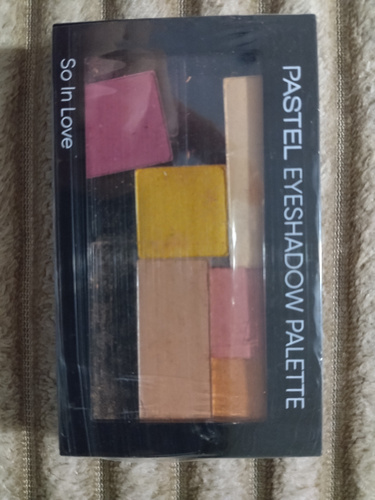 PASTEL EYESHADOW PALETTE
So In Love